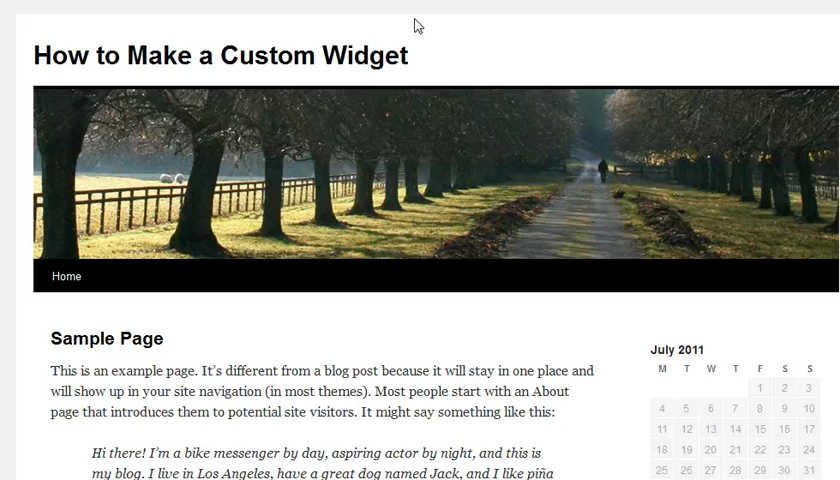 How to Make a Custom Widget
Home
Sample Page
This is an example page. It's different from a blog post because it will stay in one place and
will show up in your site navigation (in most themes). Most people start with an About
page that introduces them to potential site visitors. It might say something like this:
Hi there! I'm a bike messenger by day, aspiring actor by night, and this is
my blog. I live in Los Angeles, have a great dog named Jack, and I like piña
July 2011
M T W T F S S
1 2 3
4 5 6 7 8 9 10
11 12 13 14 15 16 17
18 19 20 21 22 23 24
25 26 27 28 29 30 31